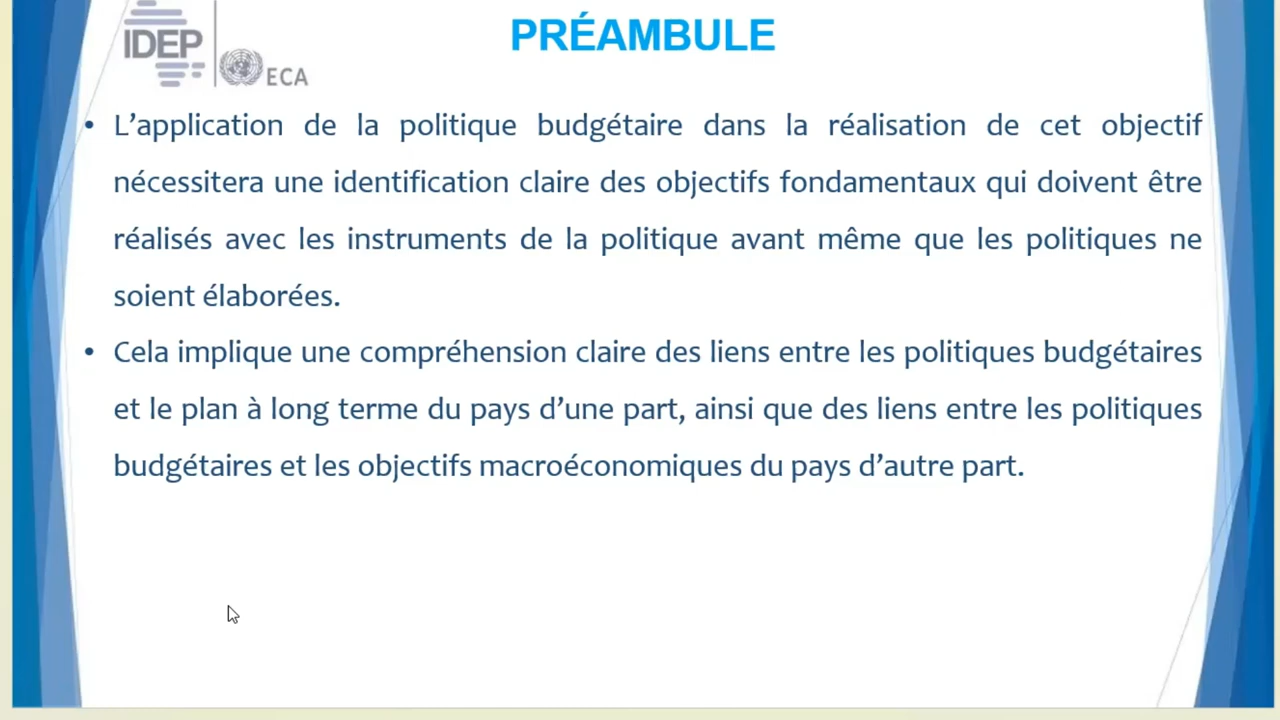 PRÉAMBULE
IDEP
ECA
• L’application de la politique budgétaire dans la réalisation de cet objectif
nécessitera une identification claire des objectifs fondamentaux qui doivent être
réalisés avec les instruments de la politique avant même que les politiques ne
soient élaborées.
• Cela implique une compréhension claire des liens entre les politiques budgétaires
et le plan à long terme du pays d’une part, ainsi que des liens entre les politiques
budgétaires et les objectifs macroéconomiques du pays d’autre part.